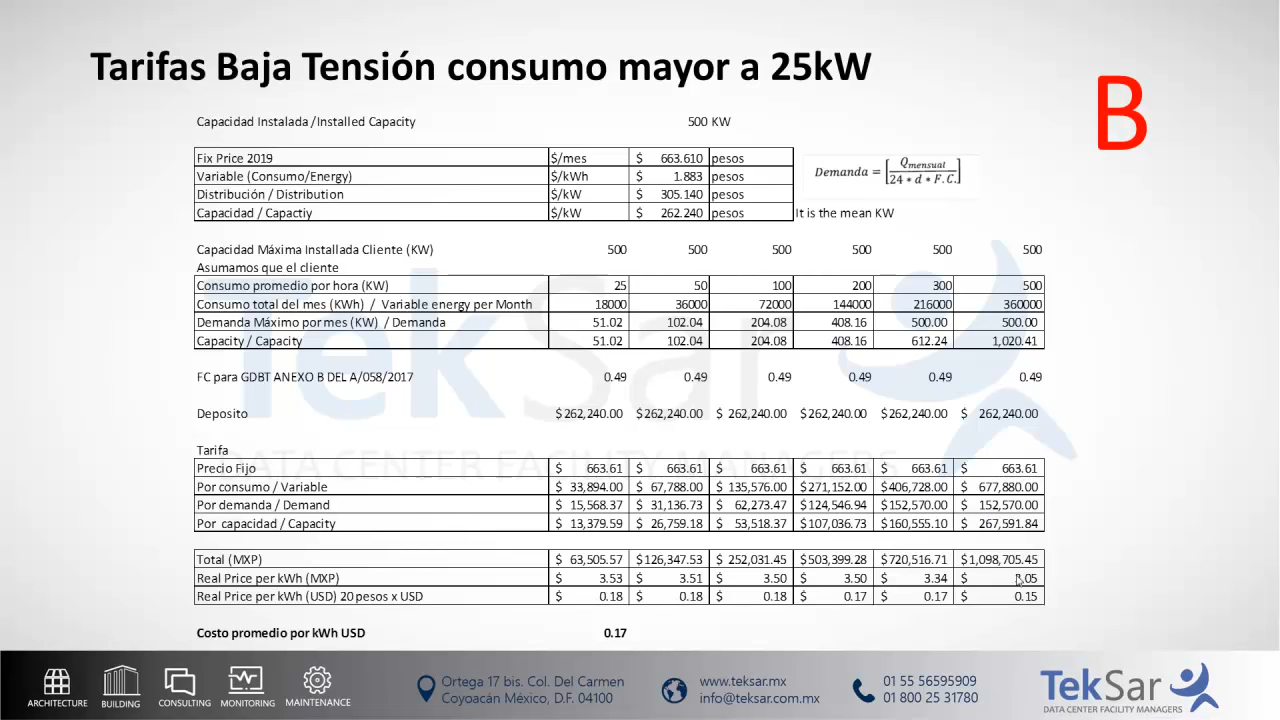 Tarifas Baja Tensión consumo mayor a 25kW
B
Capacidad Instalada /Installed Capacity 500 KW
Fix Price 2019 $/mes $ 663.610 pesos
Variable (Consumo/Energy) $/kWh $ 1.883 pesos
Distribución / Distribution $/kW $ 305.140 pesos
Capacidad / Capactiy $/kW $ 262.240 pesos It is the mean KW
Demanda = [Qmensual / 24 * d * F.C.]
Capacidad Máxima Installada Cliente (KW) 500 500 500 500 500 500
Asumamos que el cliente
Consumo promedio por hora (KW) 25 50 100 200 300 500
Consumo total del mes (KWh) / Variable energy per Month 18000 36000 72000 144000 216000 360000
Demanda Máximo por mes (KW) / Demanda 51.02 102.04 204.08 408.16 500.00 500.00
Capacity / Capacity 51.02 102.04 204.08 408.16 612.24 1,020.41
FC para GDBT ANEXO B DEL A/058/2017 0.49 0.49 0.49 0.49 0.49 0.49
Deposito $ 262,240.00 $ 262,240.00 $ 262,240.00 $ 262,240.00 $ 262,240.00 $ 262,240.00
Tarifa
Precio Fijo $ 663.61 $ 663.61 $ 663.61 $ 663.61 $ 663.61 $ 663.61
Por consumo / Variable $ 33,894.00 $ 67,788.00 $ 135,576.00 $ 271,152.00 $ 406,728.00 $ 677,880.00
Por demanda / Demand $ 15,568.37 $ 31,136.73 $ 62,273.47 $ 124,546.94 $ 152,570.00 $ 152,570.00
Por capacidad / Capacity $ 13,379.59 $ 26,759.18 $ 53,518.37 $ 107,036.73 $ 160,555.10 $ 267,591.84
Total (MXP) $ 63,505.57 $ 126,347.53 $ 252,031.45 $ 503,399.28 $ 720,516.71 $ 1,098,705.45
Real Price per kWh (MXP) $ 3.53 $ 3.51 $ 3.50 $ 3.50 $ 3.34 $ .05
Real Price per kWh (USD) 20 pesos x USD $ 0.18 $ 0.18 $ 0.18 $ 0.17 $ 0.17 $ 0.15
Costo promedio por kWh USD 0.17
TekSar
DATA CENTER FACILITY MANAGERS
ARCHITECTURE BUILDING CONSULTING MONITORING MAINTENANCE
Ortega 17 bis. Col. Del Carmen
Coyoacán México, D.F. 04100
www.teksar.mx
info@teksar.com.mx
01 55 56595909
01 800 25 31780
TekSar
DATA CENTER FACILITY MANAGERS